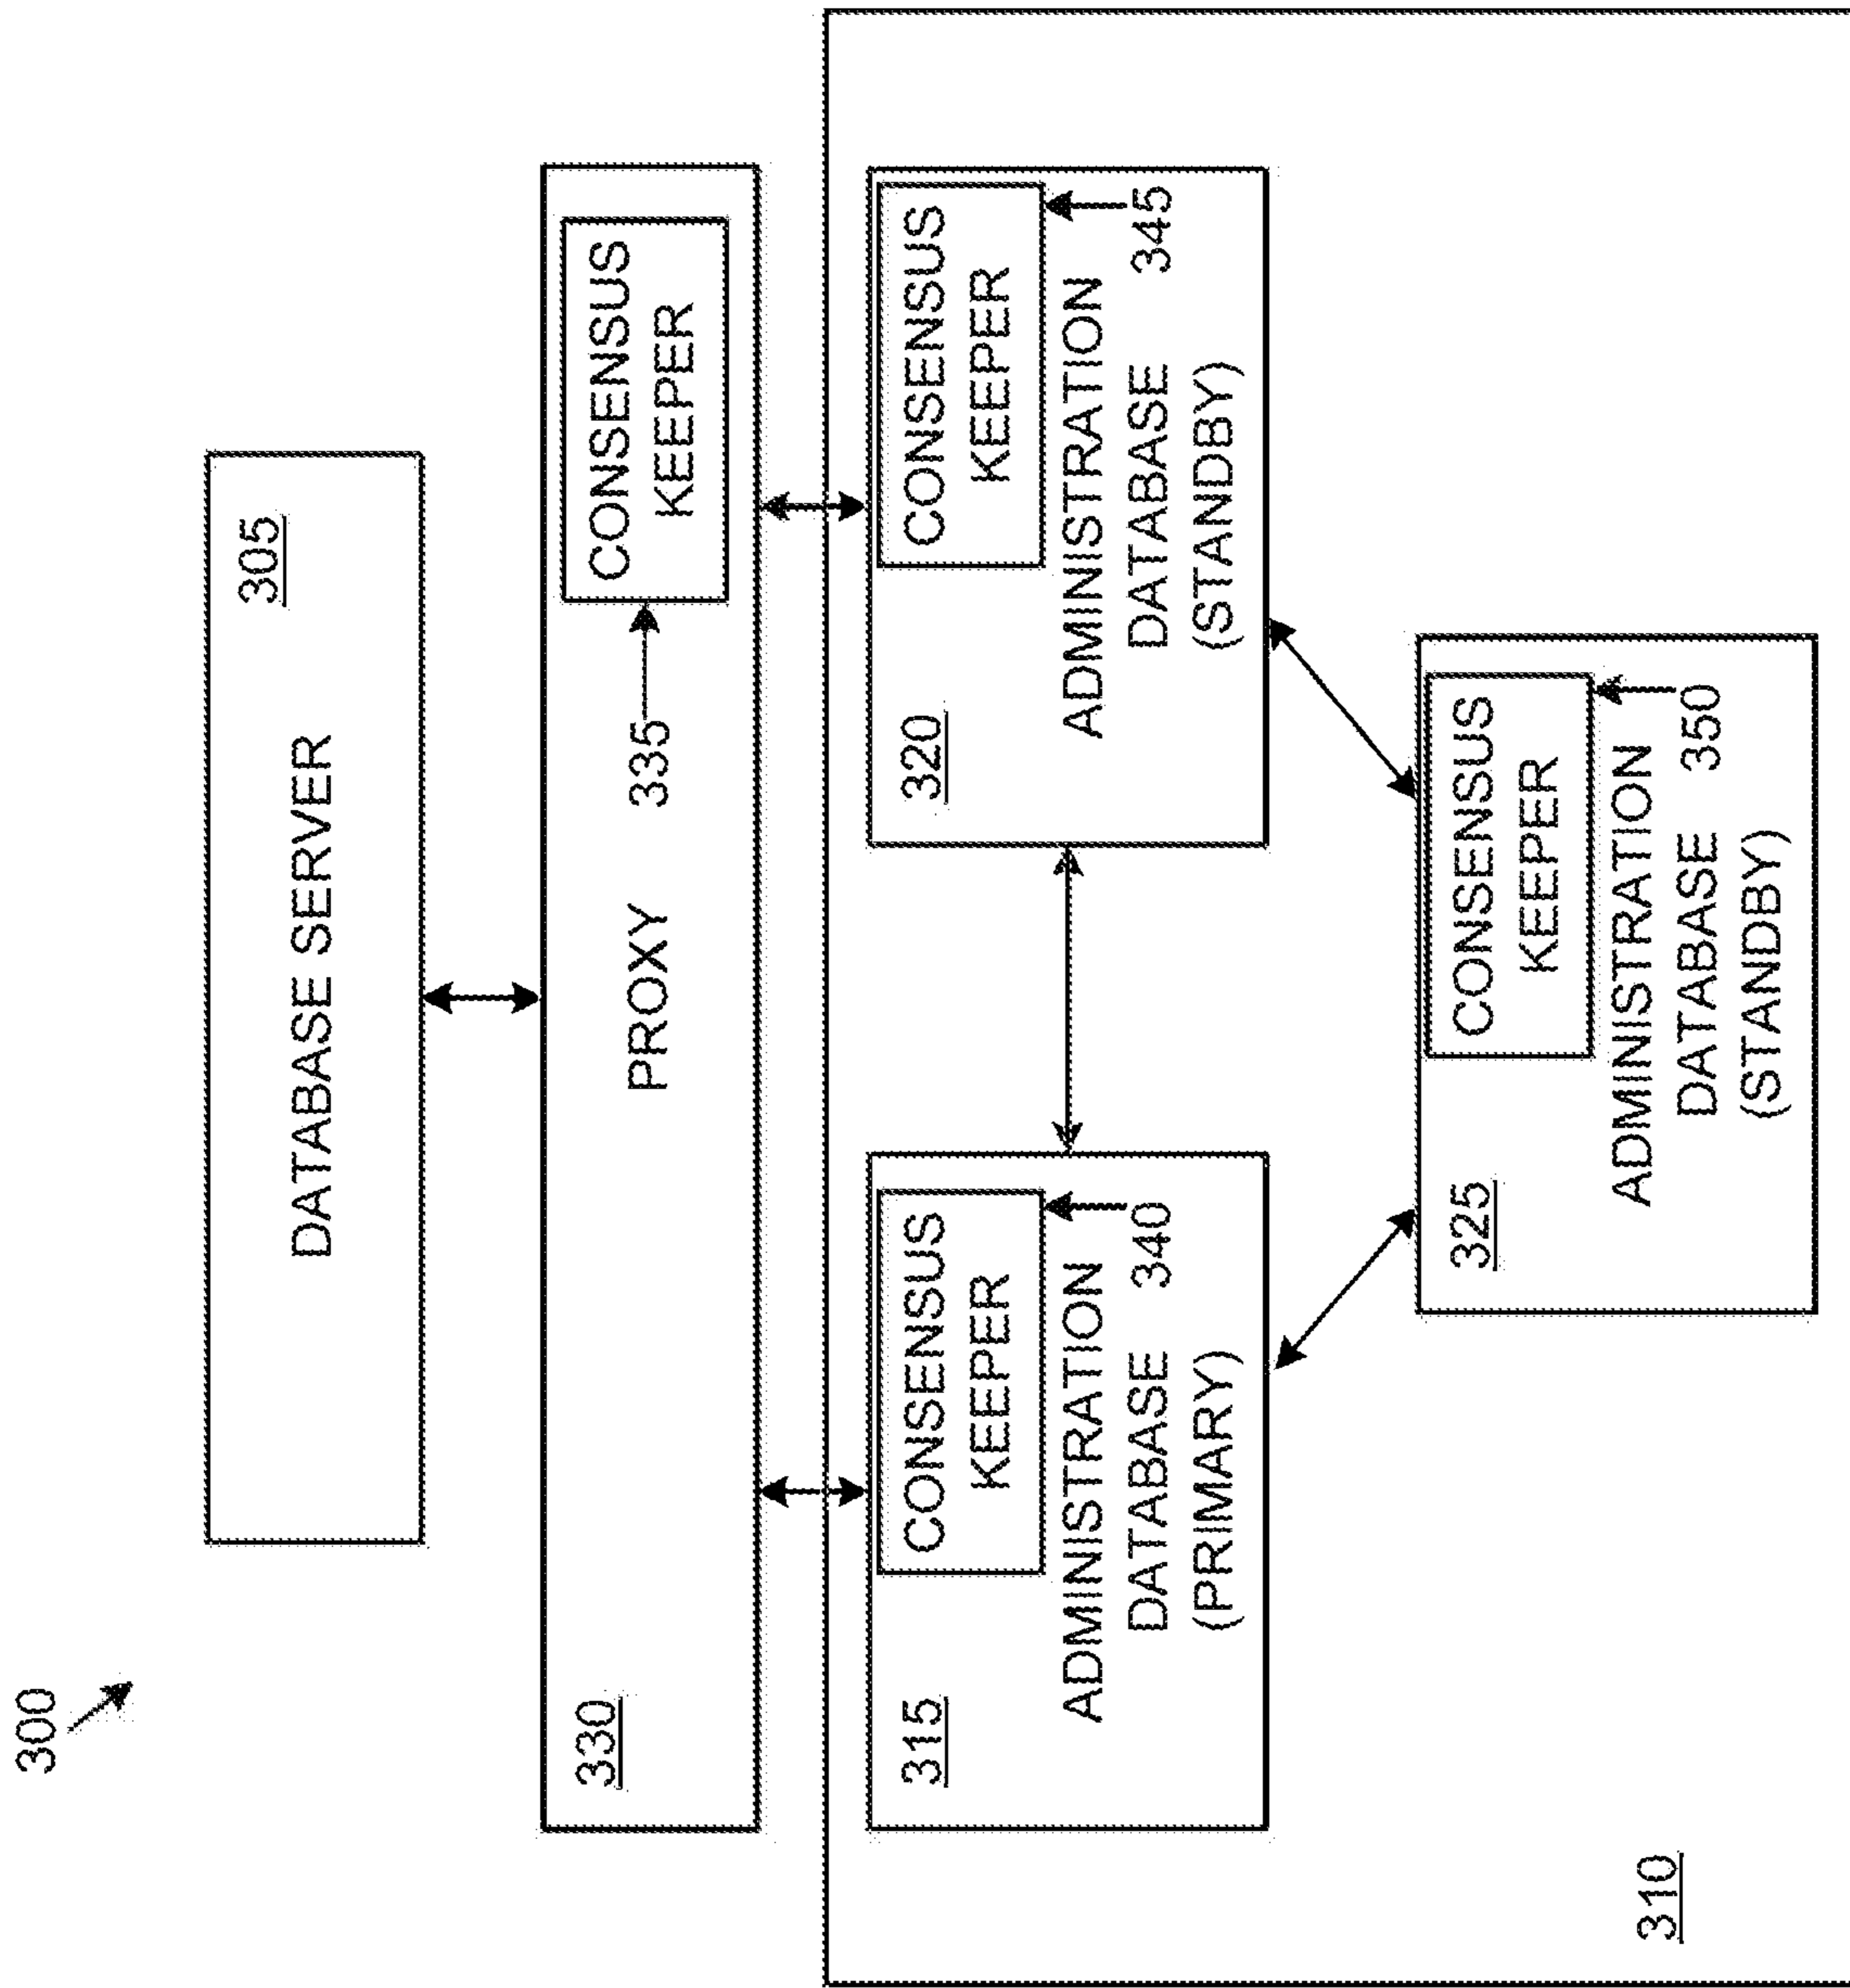 300
305
DATABASE SERVER
330
PROXY
335
CONSENSUS
KEEPER
315
CONSENSUS
KEEPER
340
ADMINISTRATION
DATABASE
(PRIMARY)
320
CONSENSUS
KEEPER
345
ADMINISTRATION
DATABASE
(STANDBY)
325
CONSENSUS
KEEPER
350
ADMINISTRATION
DATABASE
(STANDBY)
310